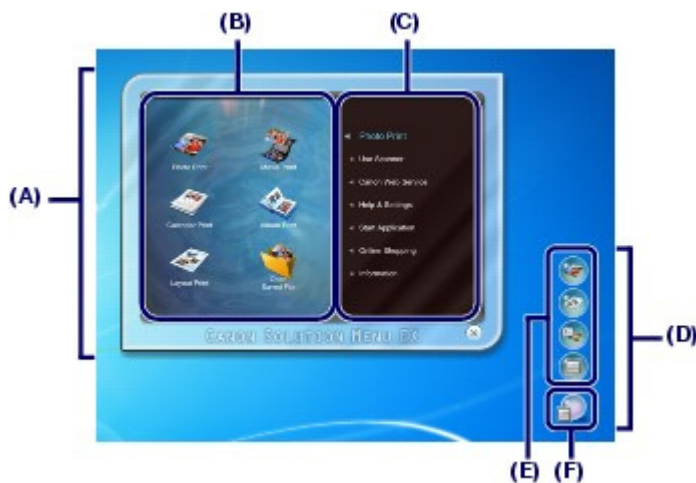 (B)
(C)
(A)
Photo Print
Movie Print
Calendar Print
Album Print
Layout Print
Open
Saved File
Photo Print
Use Scanner
Canon Web Service
Help & Settings
Start Application
Online Shopping
Information
CANON SOLUTION MENU EX
(D)
(E)
(F)